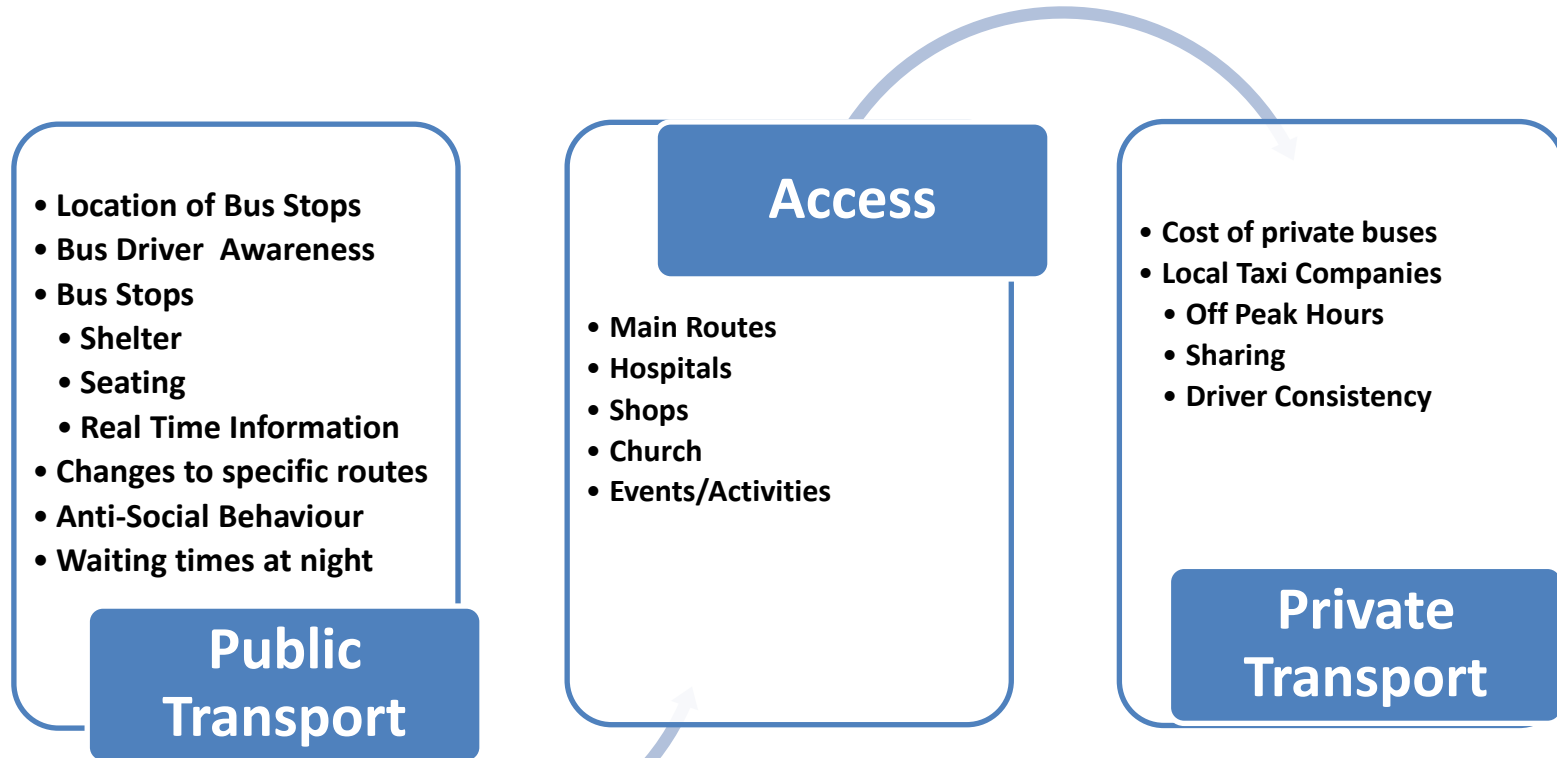 • Location of Bus Stops
• Bus Driver  Awareness
• Bus Stops
• Shelter
• Seating
• Real Time Information
• Changes to specific routes
• Anti-Social Behaviour
• Waiting times at night
Public
Transport
Access
• Main Routes
• Hospitals
• Shops
• Church
• Events/Activities
• Cost of private buses
• Local Taxi Companies
• Off Peak Hours
• Sharing
• Driver Consistency
Private
Transport